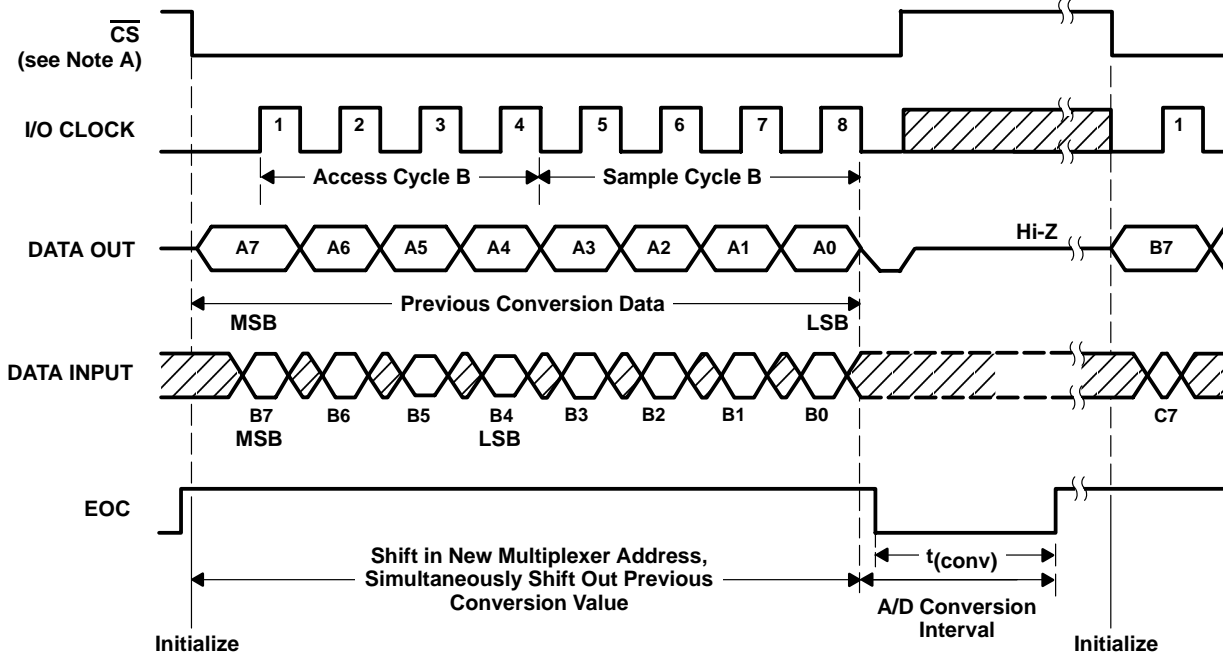 CS
(see Note A)
I/O CLOCK
1 2 3 4 5 6 7 8 1
Access Cycle B Sample Cycle B
DATA OUT
A7 A6 A5 A4 A3 A2 A1 A0 Hi-Z B7
Previous Conversion Data
MSB LSB
DATA INPUT
B7 B6 B5 B4 B3 B2 B1 B0 C7
MSB LSB
EOC
Shift in New Multiplexer Address,
Simultaneously Shift Out Previous
Conversion Value
t(conv)
A/D Conversion
Interval
Initialize Initialize